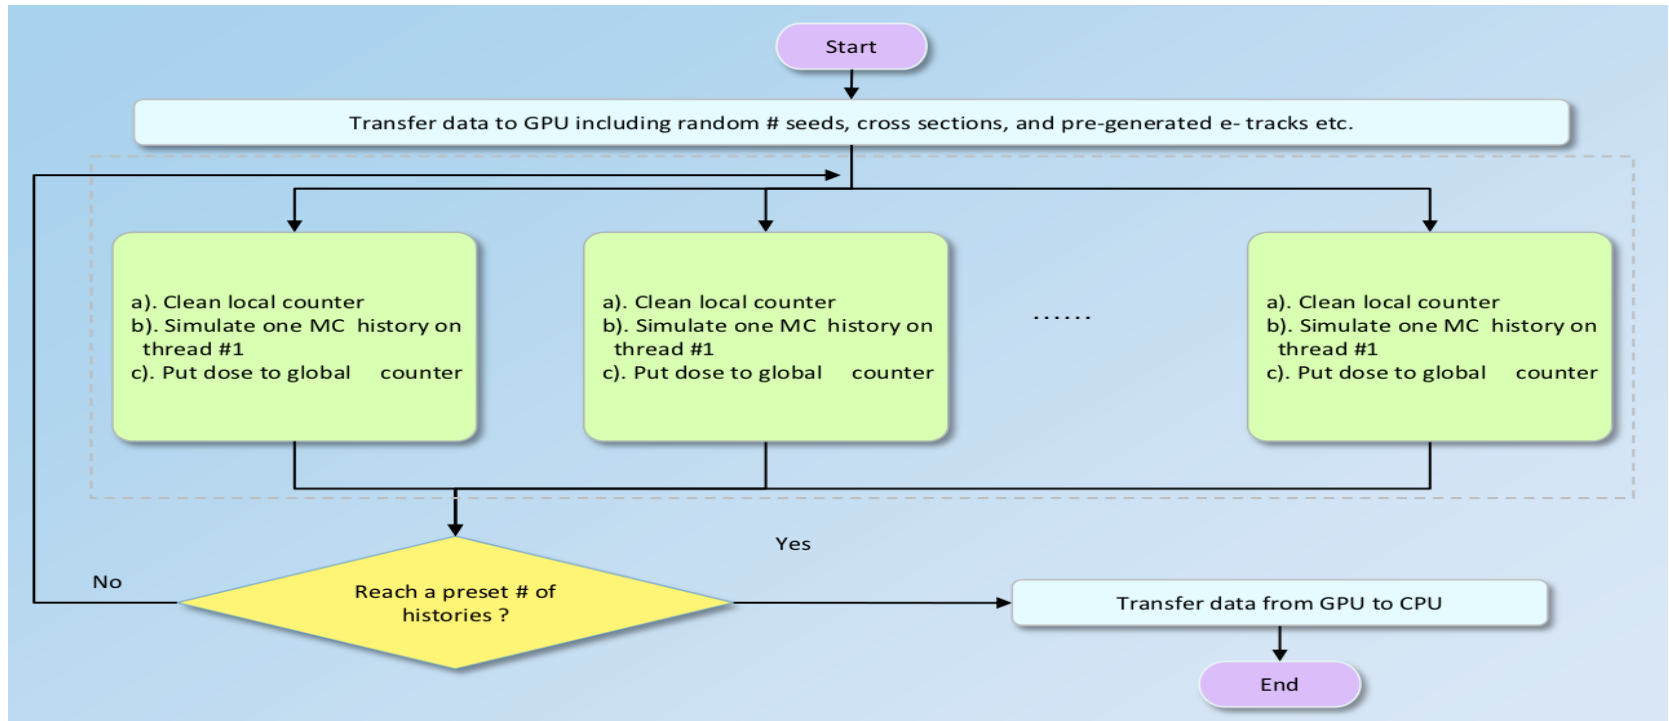 Start
Transfer data to GPU including random # seeds, cross sections, and pre-generated e- tracks etc.
a). Clean local counter
b). Simulate one MC history on
thread #1
c). Put dose to global counter
a). Clean local counter
b). Simulate one MC history on
thread #1
c). Put dose to global counter
......
a). Clean local counter
b). Simulate one MC history on
thread #1
c). Put dose to global counter
Yes
No
Reach a preset # of
histories ?
Transfer data from GPU to CPU
End